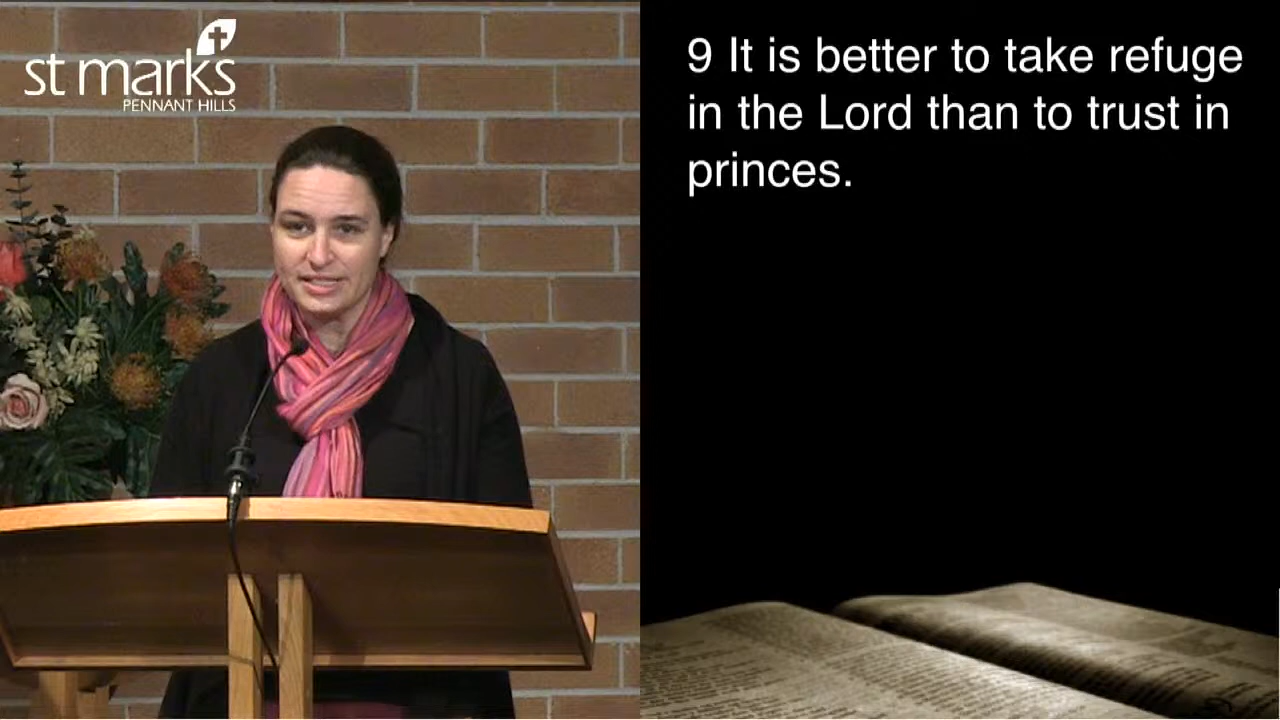 st marks
PENNANT HILLS
9 It is better to take refuge
in the Lord than to trust in
princes.